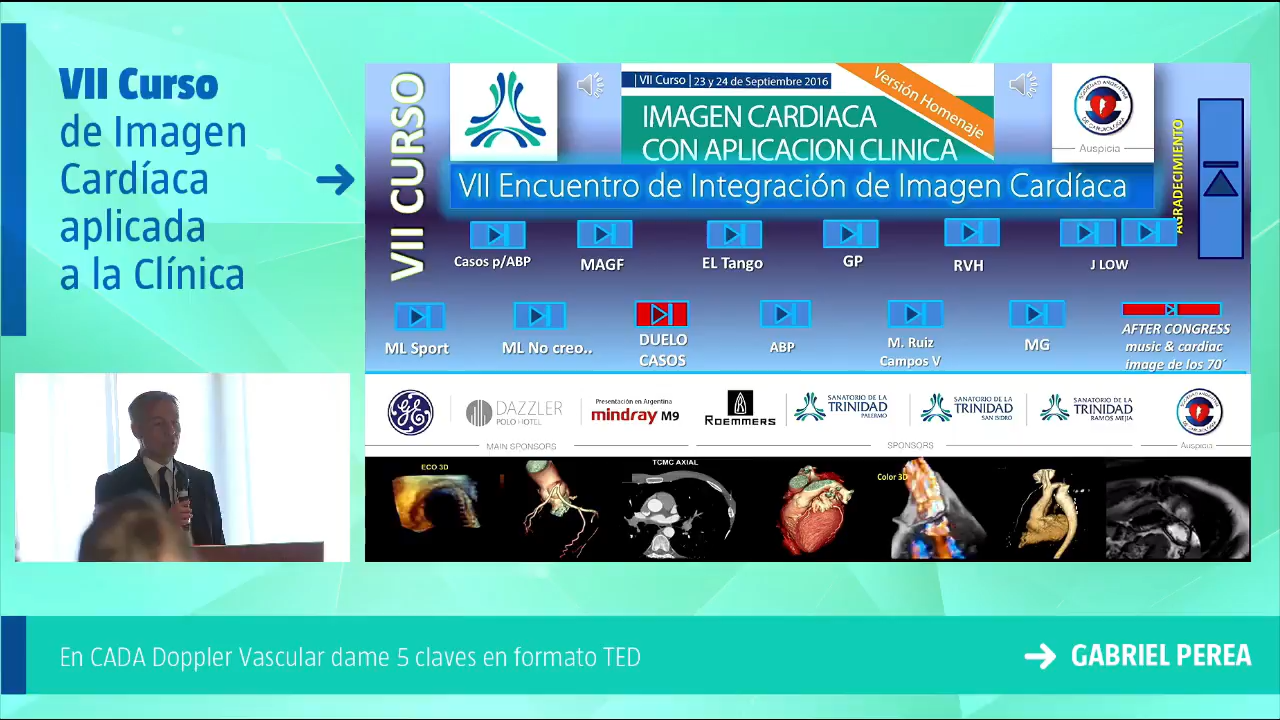 VII Curso
de Imagen
Cardíaca
aplicada
a la Clínica
VII CURSO
VII Curso | 23 y 24 de Septiembre 2016
Versión Homenaje
IMAGEN CARDIACA
CON APLICACION CLINICA
SOCIEDAD ARGENTINA
DE CARDIOLOGÍA
Auspicia
AGRADECIMIENTO
VII Encuentro de Integración de Imagen Cardíaca
Casos p/ABP
MAGF
EL Tango
GP
RVH
J LOW
ML Sport
ML No creo..
DUELO
CASOS
ABP
M. Ruiz
Campos V
MG
AFTER CONGRESS
music & cardiac
image de los 70´
DAZZLER
POLO HOTEL
Presentación en Argentina
mindray M9
ROEMMERS
SANATORIO DE LA
TRINIDAD
PALERMO
SANATORIO DE LA
TRINIDAD
SAN ISIDRO
SANATORIO DE LA
TRINIDAD
RAMOS MEJIA
Auspicia
MAIN SPONSORS
SPONSORS
ECO 3D
TCMC AXIAL
Color 3D
En CADA Doppler Vascular dame 5 claves en formato TED
GABRIEL PEREA